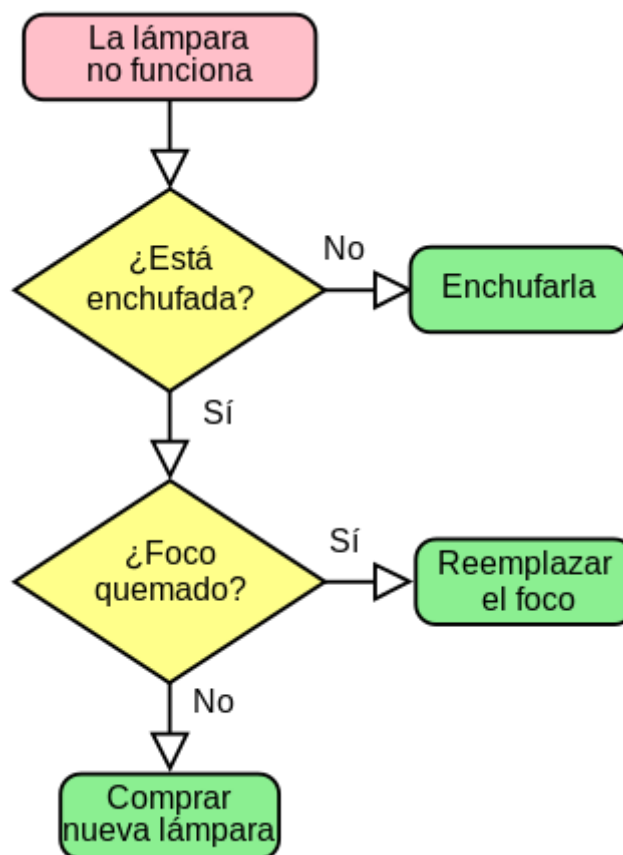 La lámpara
no funciona
¿Está
enchufada?
No
Enchufarla
Sí
¿Foco
quemado?
Sí
Reemplazar
el foco
No
Comprar
nueva lámpara